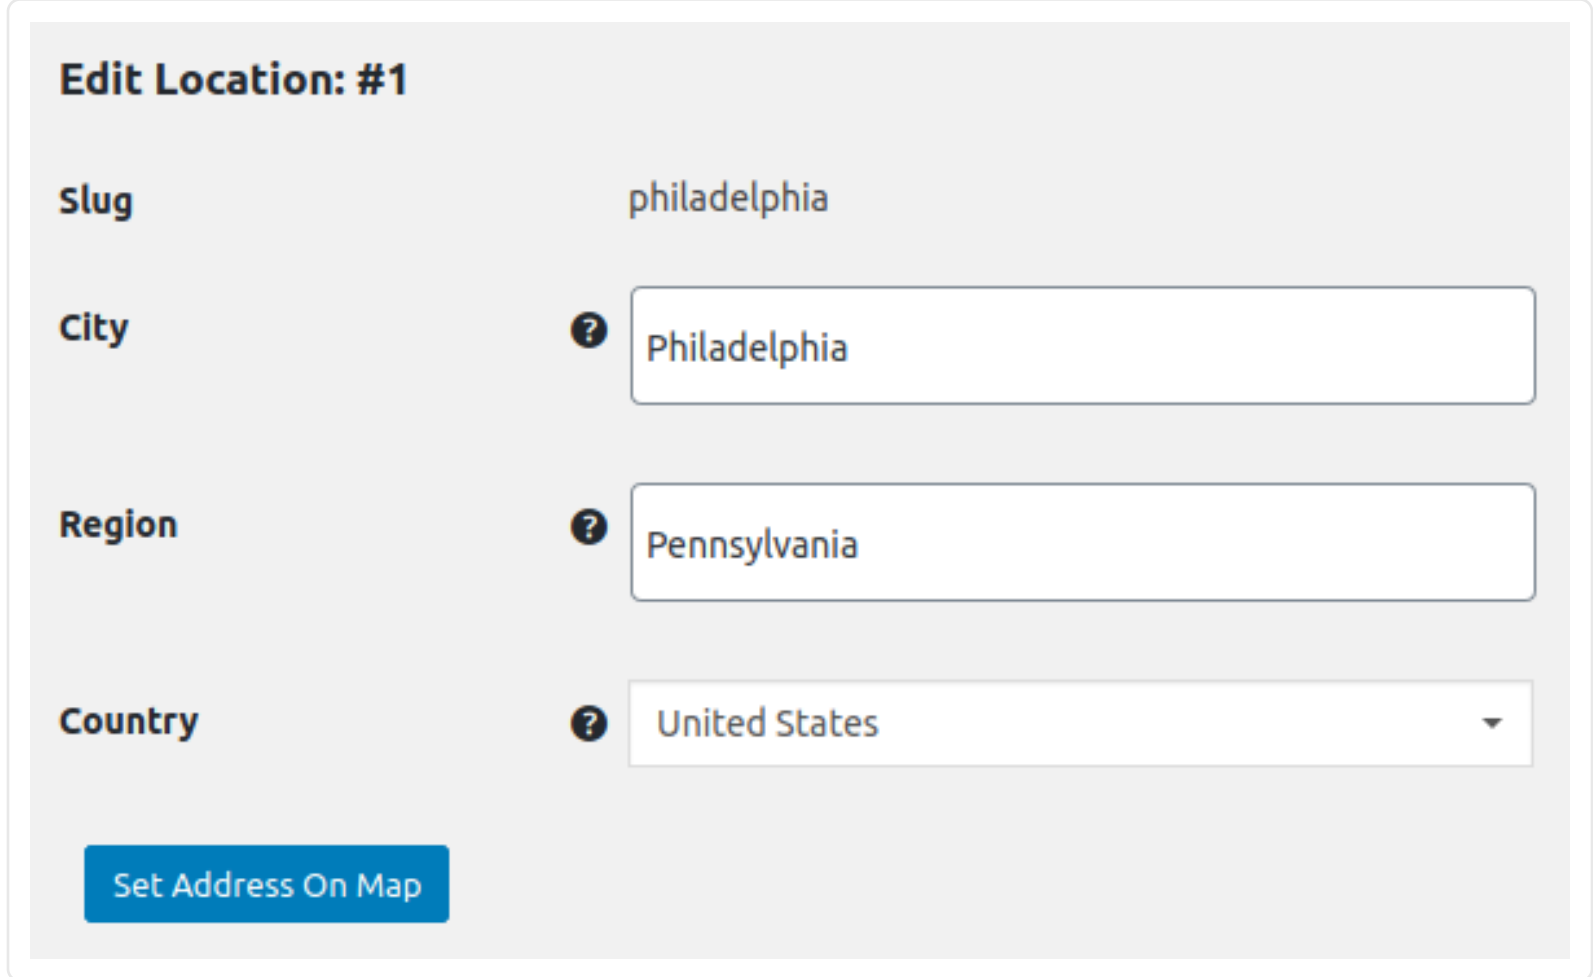 Edit Location: #1
Slug philadelphia
City ? Philadelphia
Region ? Pennsylvania
Country ? United States
Set Address On Map